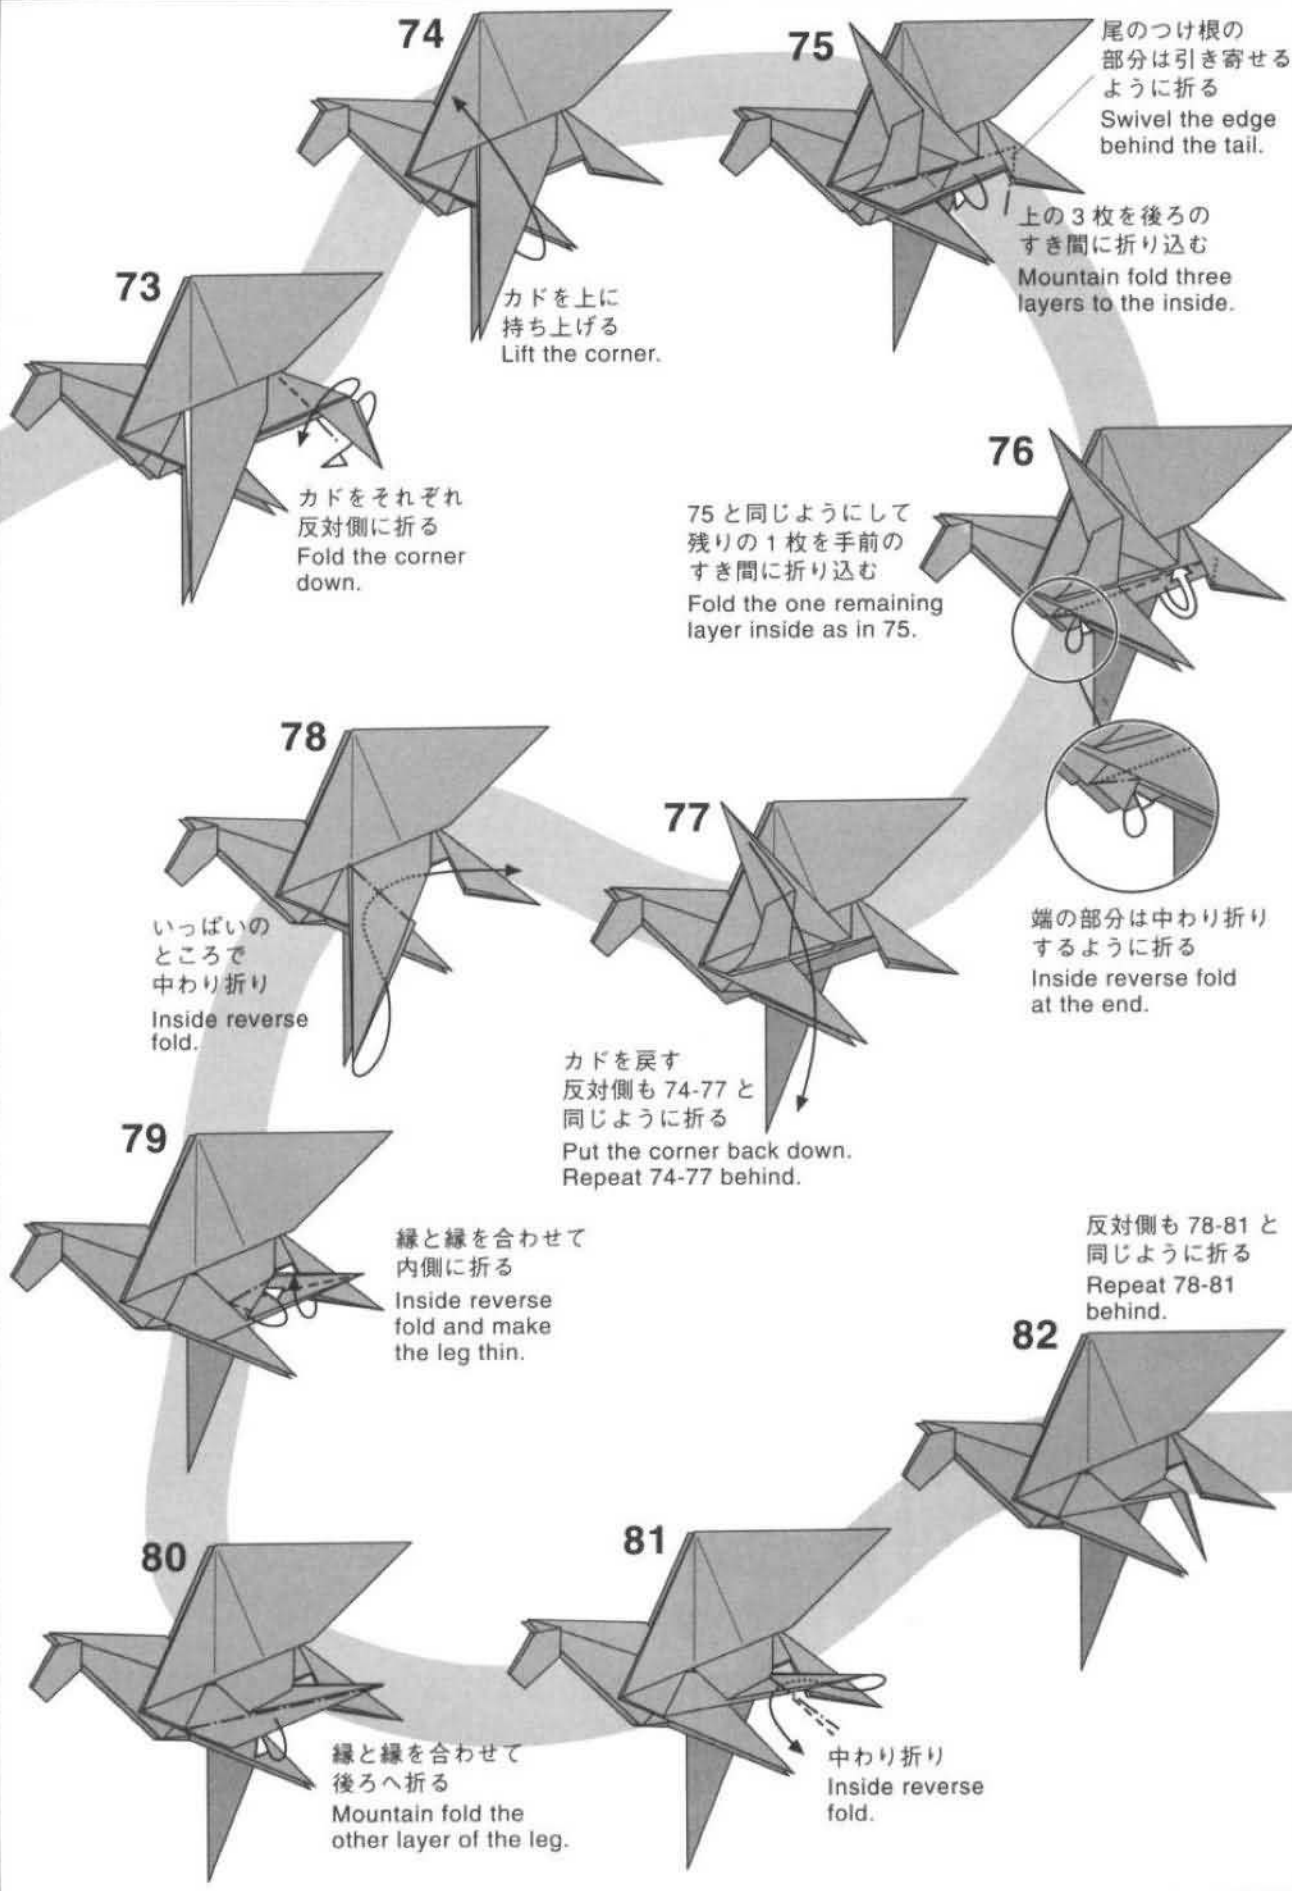 73
カドをそれぞれ
反対側に折る
Fold the corner
down.
74
カドを上に
持ち上げる
Lift the corner.
75
尾のつけ根の
部分は引き寄せる
ように折る
Swivel the edge
behind the tail.
上の3枚を後ろの
すき間に折り込む
Mountain fold three
layers to the inside.
76
75と同じようにして
残りの1枚を手前の
すき間に折り込む
Fold the one remaining
layer inside as in 75.
端の部分は中わり折り
するように折る
Inside reverse fold
at the end.
77
カドを戻す
反対側も74-77と
同じように折る
Put the corner back down.
Repeat 74-77 behind.
78
いっぱいの
ところで
中わり折り
Inside reverse
fold.
79
縁と縁を合わせて
内側に折る
Inside reverse
fold and make
the leg thin.
80
縁と縁を合わせて
後ろへ折る
Mountain fold the
other layer of the leg.
81
中わり折り
Inside reverse
fold.
82
反対側も78-81と
同じように折る
Repeat 78-81
behind.